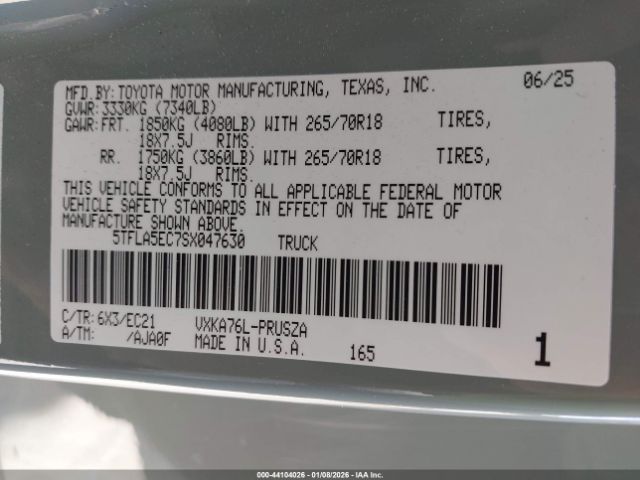 MFD.BY:TOYOTA MOTOR MANUFACTURING, TEXAS, INC. 06/25
GVWR:3330KG (7340LB)
GAWR:FRT. 1850KG (4080LB) WITH 265/70R18 TIRES,
18X7.5J RIMS.
RR. 1750KG (3860LB) WITH 265/70R18 TIRES,
18X7.5J RIMS.
THIS VEHICLE CONFORMS TO ALL APPLICABLE FEDERAL MOTOR
VEHICLE SAFETY STANDARDS IN EFFECT ON THE DATE OF
MANUFACTURE SHOWN ABOVE.
5TFLA5EC7SX047630 TRUCK
C/TR:6X3/EC21 VXKA76L-PRUSZA
A/TM: /AJA0F MADE IN U.S.A. 165 1
000-44104026 - 01/08/2026 - IAAI.com